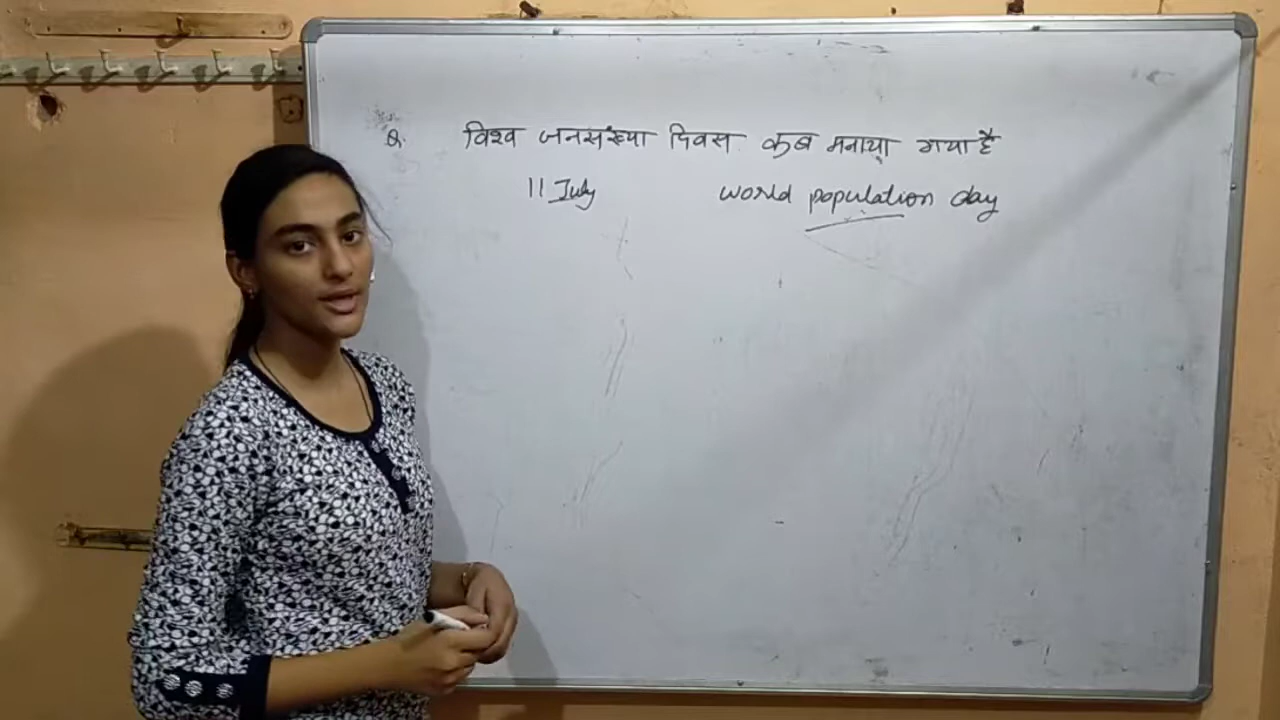 Q. विश्व जनसंख्या दिवस कब मनाया गया है
11 July world population day